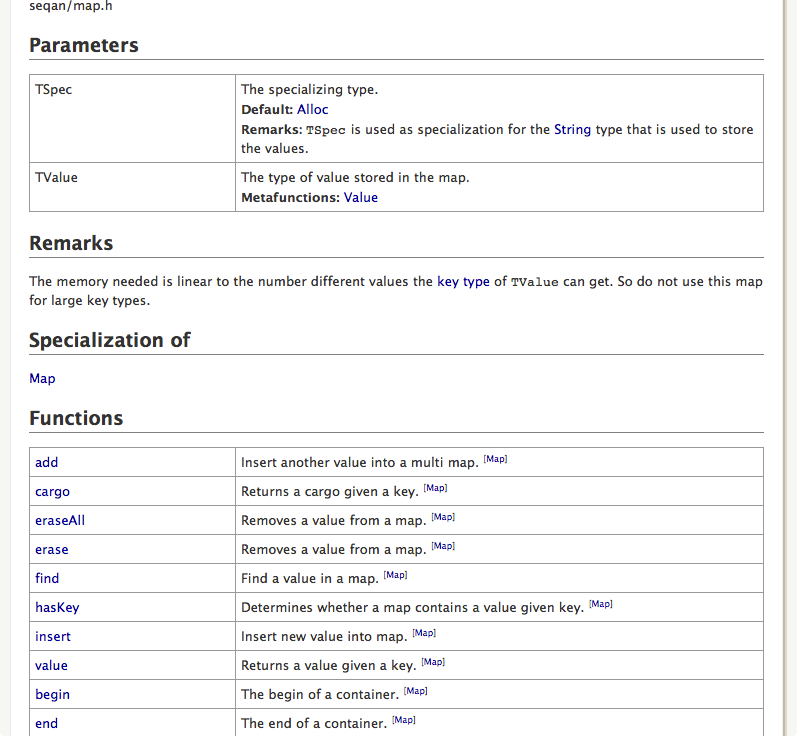 seqan/map.h
Parameters
TSpec
The specializing type.
Default: Alloc
Remarks: TSpec is used as specialization for the String type that is used to store
the values.
TValue
The type of value stored in the map.
Metafunctions: Value
Remarks
The memory needed is linear to the number different values the key type of TValue can get. So do not use this map
for large key types.
Specialization of
Map
Functions
add Insert another value into a multi map. [Map]
cargo Returns a cargo given a key. [Map]
eraseAll Removes a value from a map. [Map]
erase Removes a value from a map. [Map]
find Find a value in a map. [Map]
hasKey Determines whether a map contains a value given key. [Map]
insert Insert new value into map. [Map]
value Returns a value given a key. [Map]
begin The begin of a container. [Map]
end The end of a container. [Map]